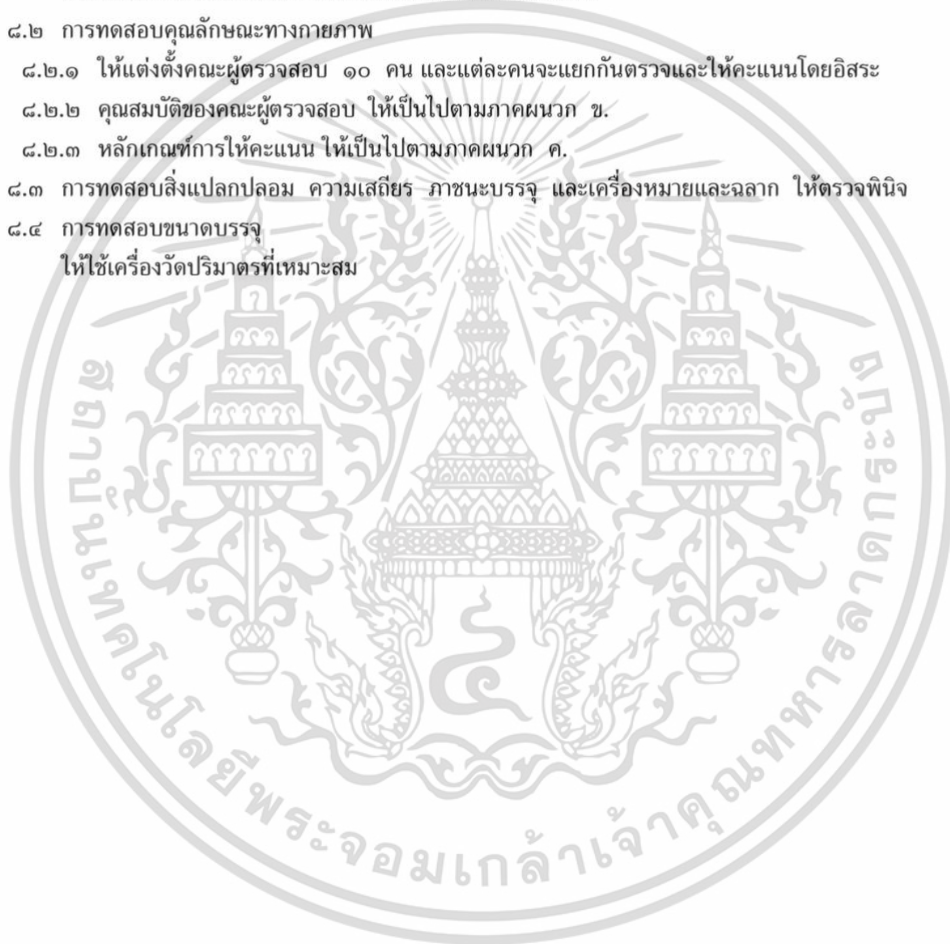 ๘.๒ การทดสอบคุณลักษณะทางกายภาพ
๘.๒.๑ ให้แต่งตั้งคณะผู้ตรวจสอบ ๑๐ คน และแต่ละคนจะแยกกันตรวจและให้คะแนนโดยอิสระ
๘.๒.๒ คุณสมบัติของคณะผู้ตรวจสอบ ให้เป็นไปตามภาคผนวก ข.
๘.๒.๓ หลักเกณฑ์การให้คะแนน ให้เป็นไปตามภาคผนวก ค.
๘.๓ การทดสอบสิ่งแปลกปลอม ความเสถียร ภาชนะบรรจุ และเครื่องหมายและฉลาก ให้ตรวจพินิจ
๘.๔ การทดสอบขนาดบรรจุ
ให้ใช้เครื่องวัดปริมาตรที่เหมาะสม
สถาบันเทคโนโลยีพระจอมเกล้าเจ้าคุณทหารลาดกระบัง
๔